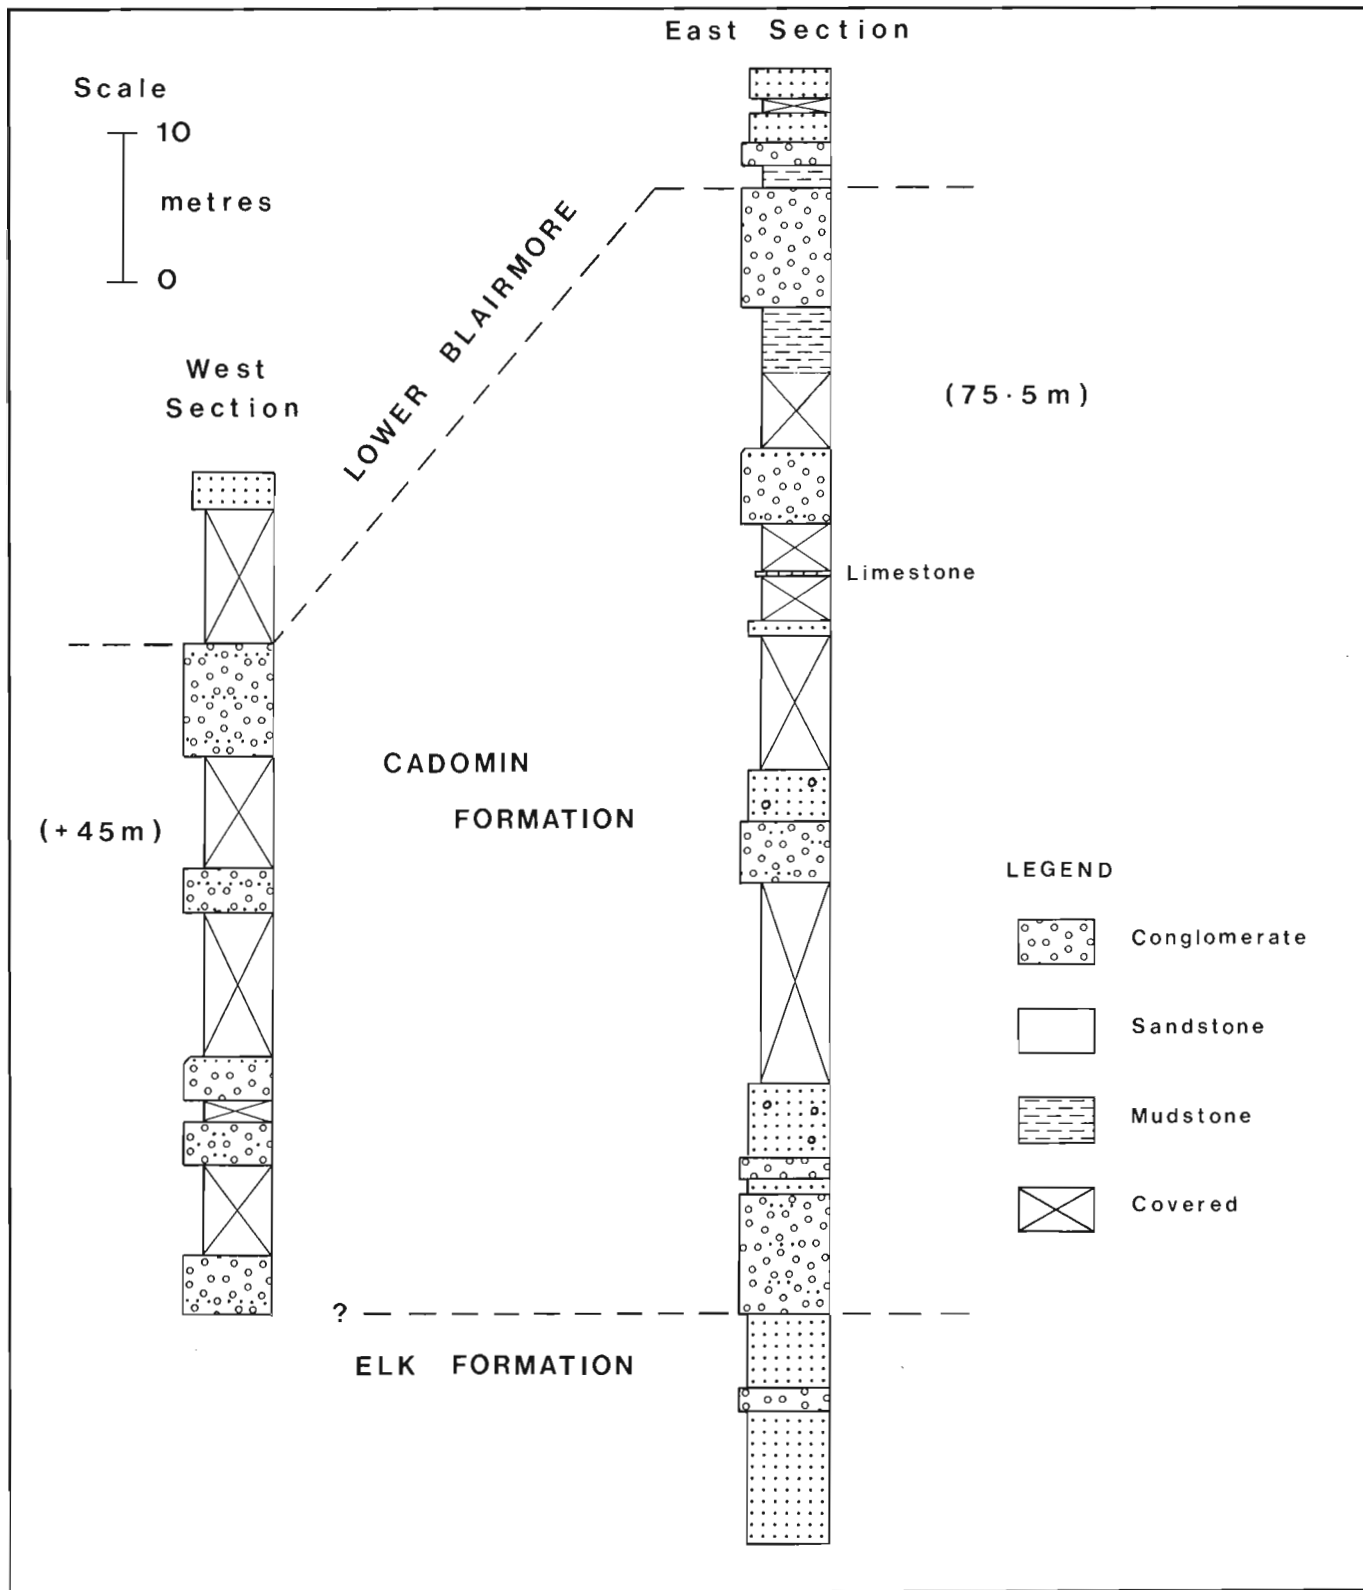 East Section
Scale
10
metres
0
West
Section
LOWER BLAIRMORE
(75·5m)
Limestone
CADOMIN
FORMATION
(+45m)
LEGEND
Conglomerate
Sandstone
Mudstone
Covered
?
ELK FORMATION